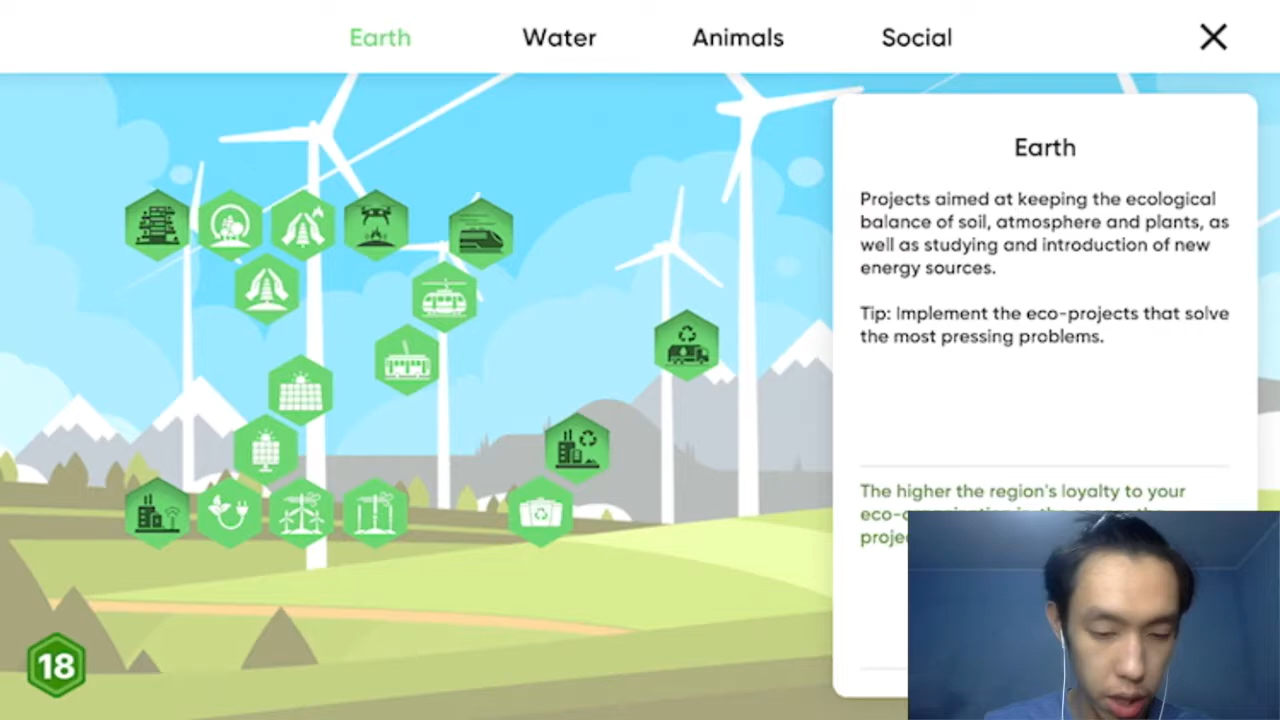 Earth Water Animals Social
Earth
Projects aimed at keeping the ecological
balance of soil, atmosphere and plants, as
well as studying and introduction of new
energy sources.
Tip: Implement the eco-projects that solve
the most pressing problems.
The higher the region's loyalty to your
18